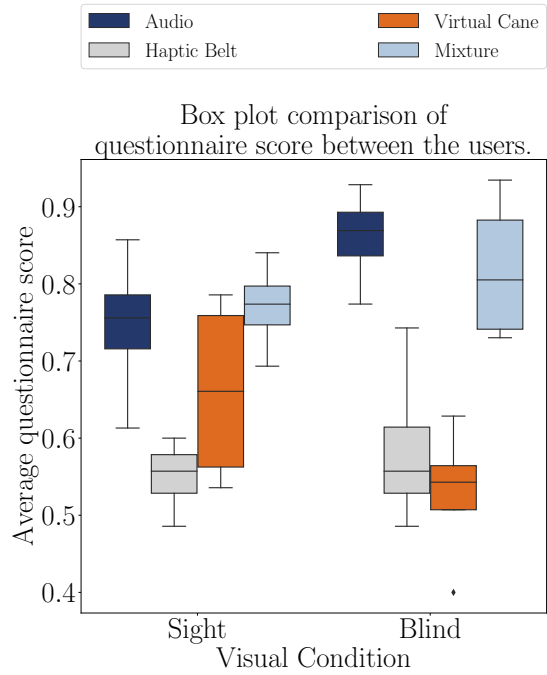 Audio
Haptic Belt
Virtual Cane
Mixture
Box plot comparison of
questionnaire score between the users.
Average questionnaire score
0.9
0.8
0.7
0.6
0.5
0.4
Sight
Blind
Visual Condition